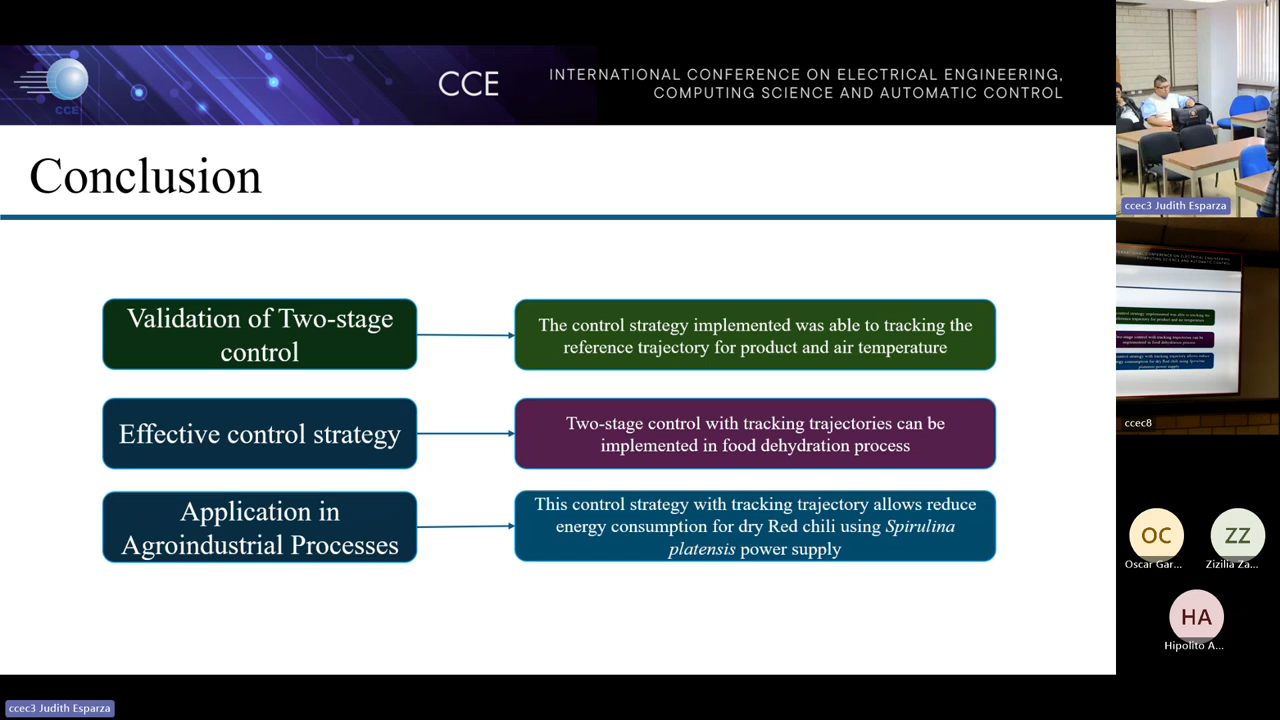 CCE
CCE
INTERNATIONAL CONFERENCE ON ELECTRICAL ENGINEERING,
COMPUTING SCIENCE AND AUTOMATIC CONTROL
Conclusion
Validation of Two-stage
control
The control strategy implemented was able to tracking the
reference trajectory for product and air temperature
Effective control strategy
Two-stage control with tracking trajectories can be
implemented in food dehydration process
Application in
Agroindustrial Processes
This control strategy with tracking trajectory allows reduce
energy consumption for dry Red chili using Spirulina
platensis power supply
ccec3 Judith Esparza
ccec3 Judith Esparza
ccec8
OC
Oscar Gar...
ZZ
Zizilia Za...
HA
Hipolito A...